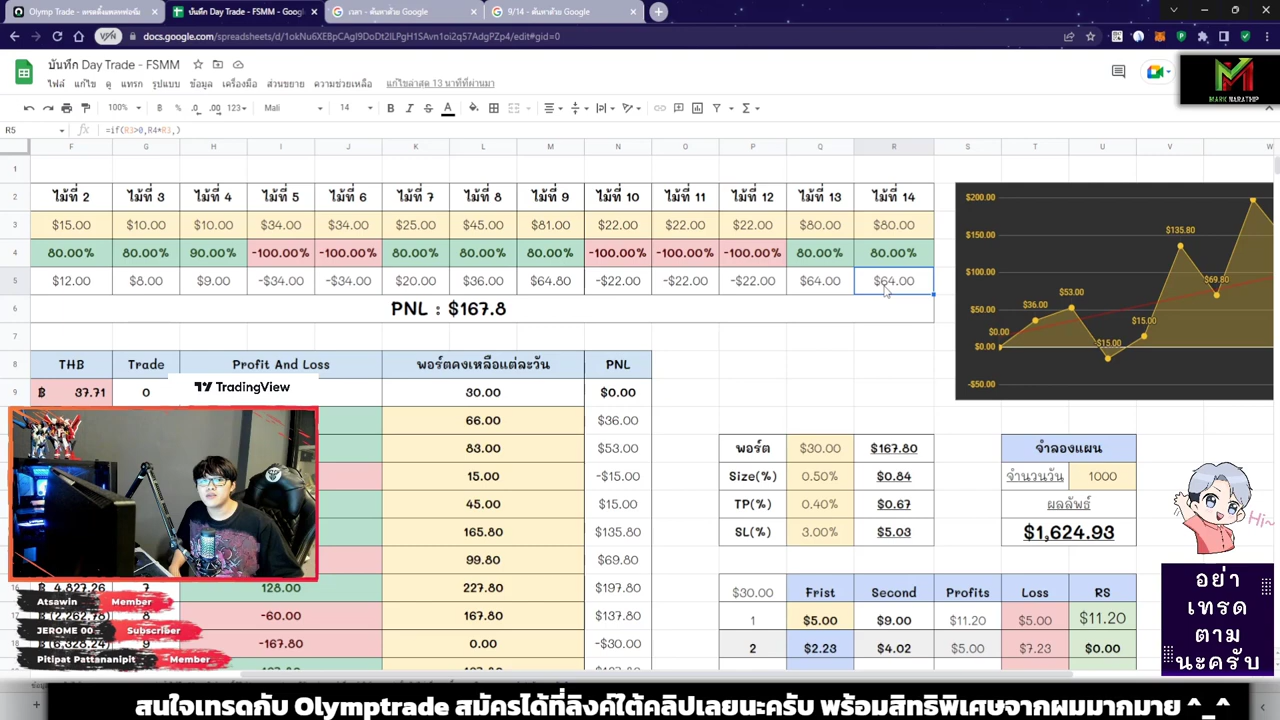 Olymp Trade - แพลตฟอร์ม
บันทึก Day Trade - FSMM - Googl
เวลา - ค้นหาด้วย Google
9/14 - ค้นหาด้วย Google
VPN
docs.google.com/spreadsheets/d/1okNu6XEBpCAgI9DoDt2ILPgH1SAvn1oi2q57AdgPZp4/edit#gid=0
บันทึก Day Trade - FSMM
ไฟล์ แก้ไข ดู แทรก รูปแบบ ข้อมูล เครื่องมือ ส่วนขยาย ความช่วยเหลือ แก้ไขล่าสุด 13 นาทีที่ผ่านมา
MARK NARATHIP
100% ฿ % .0 .00 123 Mali 14 B I S A
R5 fx =if(R3>0,R4*R3,)
F G H I J K L M N O P Q R S T U V W
1
2 ไม้ที่ 2 ไม้ที่ 3 ไม้ที่ 4 ไม้ที่ 5 ไม้ที่ 6 ไม้ที่ 7 ไม้ที่ 8 ไม้ที่ 9 ไม้ที่ 10 ไม้ที่ 11 ไม้ที่ 12 ไม้ที่ 13 ไม้ที่ 14
3 $15.00 $10.00 $10.00 $34.00 $34.00 $25.00 $45.00 $81.00 $22.00 $22.00 $22.00 $80.00 $80.00
4 80.00% 80.00% 90.00% -100.00% -100.00% 80.00% 80.00% 80.00% -100.00% -100.00% -100.00% 80.00% 80.00%
5 $12.00 $8.00 $9.00 -$34.00 -$34.00 $20.00 $36.00 $64.80 -$22.00 -$22.00 -$22.00 $64.00 $64.00
6 PNL : $167.8
7
$200.00
$150.00
$100.00
$50.00
$0.00
-$50.00
$0.00 $36.00 $53.00 -$15.00 $15.00 $135.80 $69.80
8 THB Trade Profit And Loss พอร์ตคงเหลือแต่ละวัน PNL
9 ฿ 37.71 0 30.00 $0.00
TradingView
66.00 $36.00
83.00 $53.00
15.00 -$15.00
45.00 $15.00
165.80 $135.80
99.80 $69.80
16 ฿ 4,827.26 7 128.00 227.80 $197.80
17 ฿ (2,262.78) 8 -60.00 167.80 $137.80
฿ (6,328.24) 9 -167.80 0.00 -$30.00
พอร์ต $30.00 $167.80
Size(%) 0.50% $0.84
TP(%) 0.40% $0.67
SL(%) 3.00% $5.03
จำลองแผน
จำนวนวัน 1000
ผลลัพธ์
$1,624.93
$30.00 Frist Second Profits Loss RS
1 $5.00 $9.00 $11.20 $5.00 $11.20
2 $2.23 $4.02 $5.00 $7.23 $0.00
Atsawin Member
JEROME 00 Subscriber
Pitipat Pattananipit Member
Hi~
อย่า
เทรด
ตาม
นะครับ
สนใจเทรดกับ Olymptrade สมัครได้ที่ลิงค์ใต้คลิปเลยนะครับ พร้อมสิทธิพิเศษจากผมมากมาย ^_^